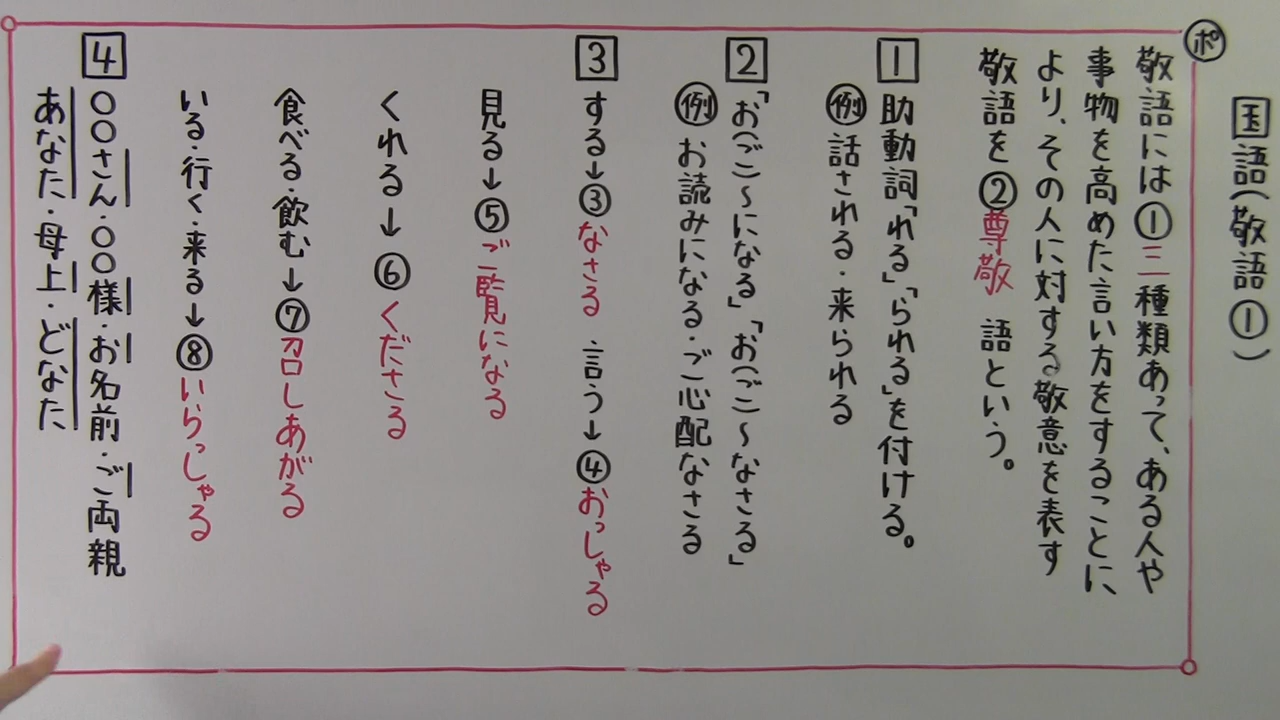 国語(敬語①)
ポ
敬語には①三種類あって、ある人や
事物を高めた言い方をすることに
より、その人に対する敬意を表す
敬語を②尊敬 語という。
1 助動詞「れる」「られる」を付ける。
例 話される・来られる
2 「お(ご)~になる」「お(ご)~なさる」
例 お読みになる・ご心配なさる
3 する→③なさる 言う→④おっしゃる
見る→⑤ご覧になる
くれる→⑥くださる
食べる・飲む→⑦召しあがる
いる・行く・来る→⑧いらっしゃる
4 〇〇さん・〇〇様・お名前・ご両親
あなた・母上・どなた